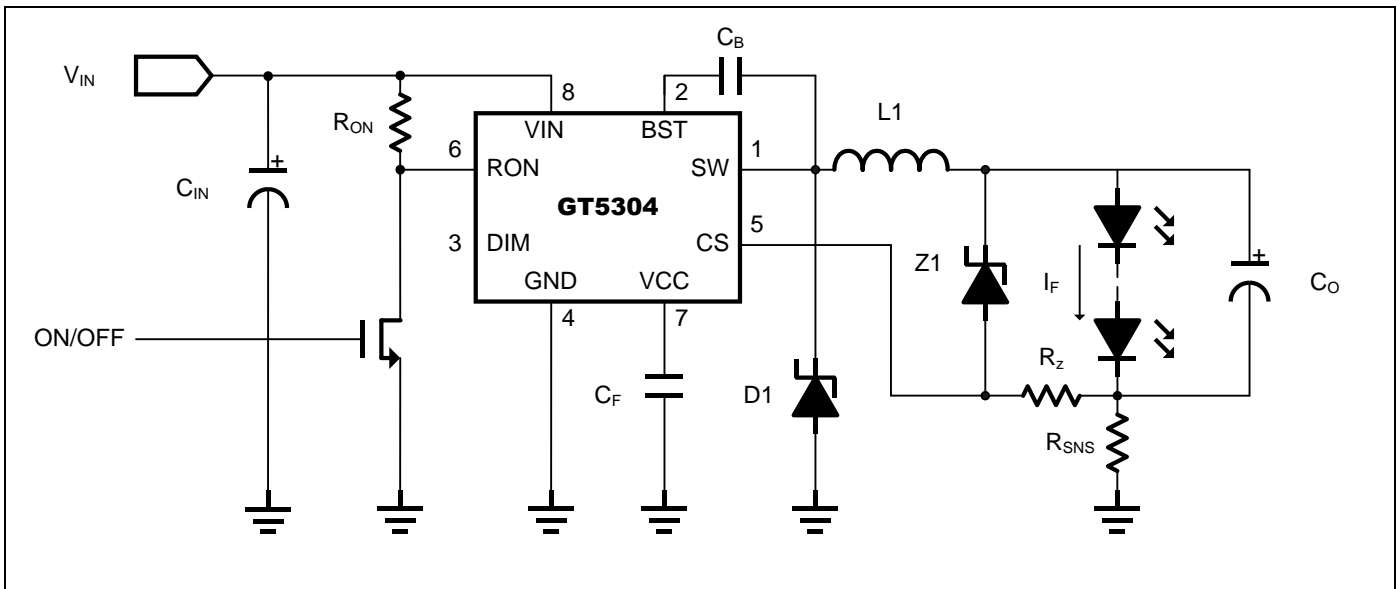 C_B
V_IN
8
2
R_ON
VIN
BST
L1
6
RON
SW
1
C_IN
GT5304
3
DIM
CS
5
Z1
I_F
C_O
GND
VCC
4
7
ON/OFF
R_z
C_F
D1
R_SNS
+
+